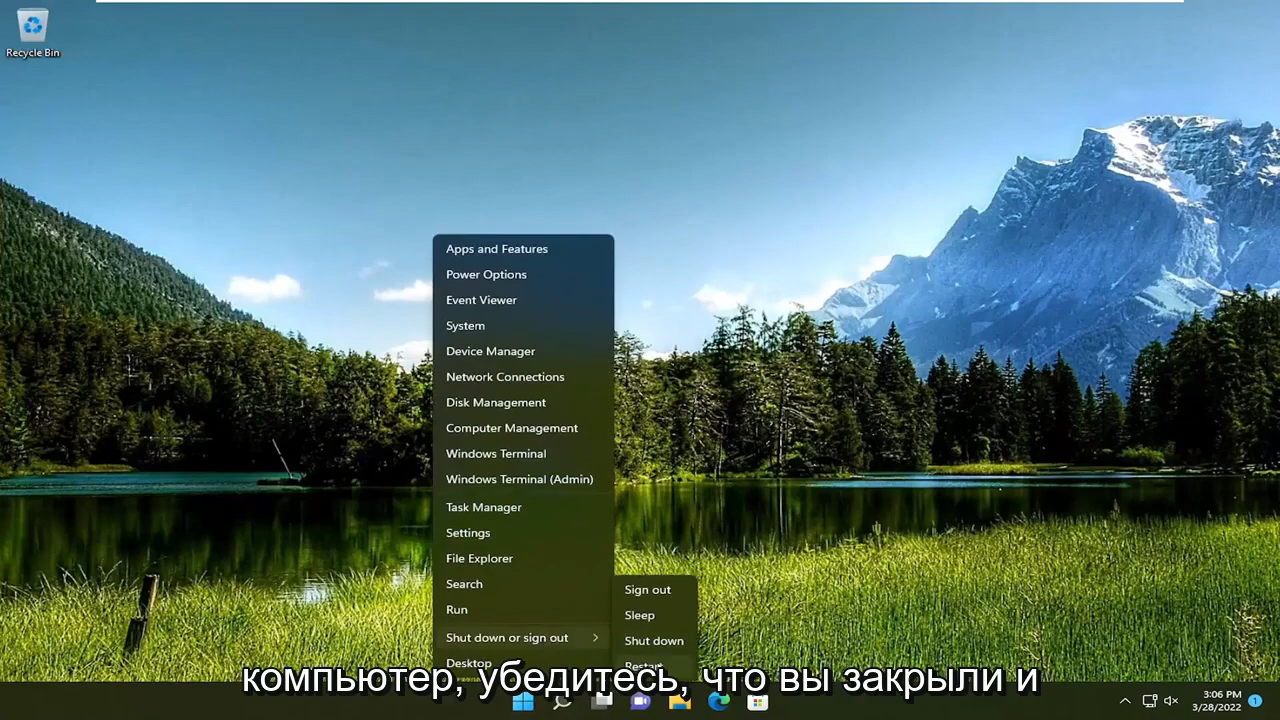 Recycle Bin
Apps and Features
Power Options
Event Viewer
System
Device Manager
Network Connections
Disk Management
Computer Management
Windows Terminal
Windows Terminal (Admin)
Task Manager
Settings
File Explorer
Search
Run
Shut down or sign out
Desktop
Sign out
Sleep
Shut down
Restart
компьютер, убедитесь, что вы закрыли и
3:06 PM
3/28/2022
1